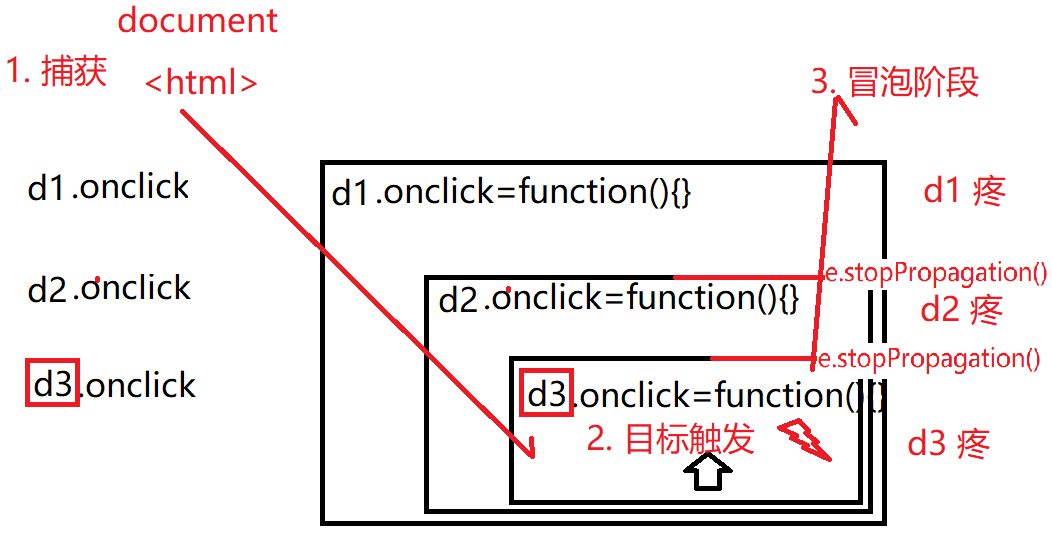 document
1. 捕获
<html>
3. 冒泡阶段
d1.onclick
d1.onclick=function(){}
d1 疼
e.stopPropagation()
d2.onclick
d2.onclick=function(){}
d2 疼
e.stopPropagation()
d3.onclick
d3.onclick=function(){}
2. 目标触发
d3 疼